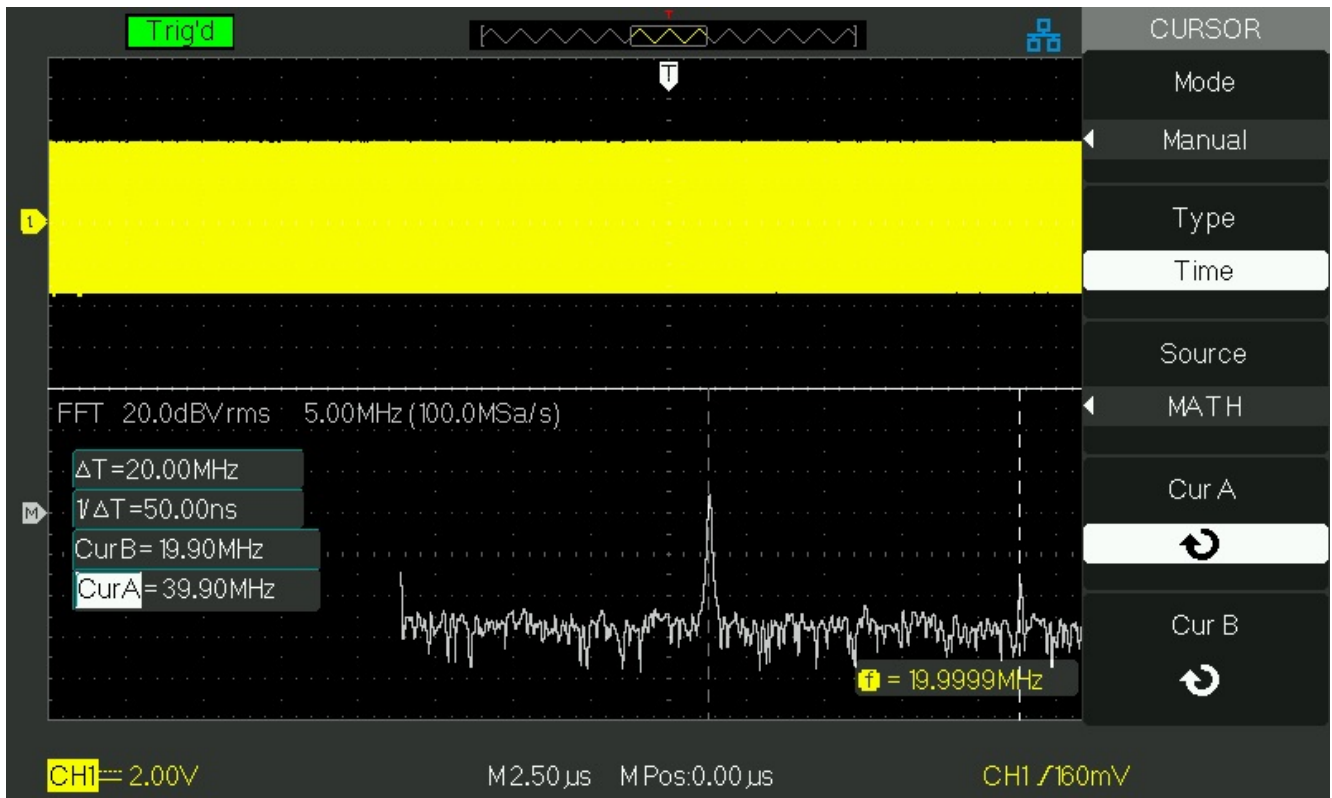 Trig'd
T
CURSOR
Mode
Manual
T
Type
Time
1
Source
MATH
FFT 20.0dBVrms 5.00MHz (100.0MSa/s)
ΔT=20.00MHz
1/ΔT=50.00ns
CurB=19.90MHz
CurA=39.90MHz
M
Cur A
Cur B
f = 19.9999MHz
CH1 2.00V
M 2.50µs M Pos:0.00µs
CH1 /160mV